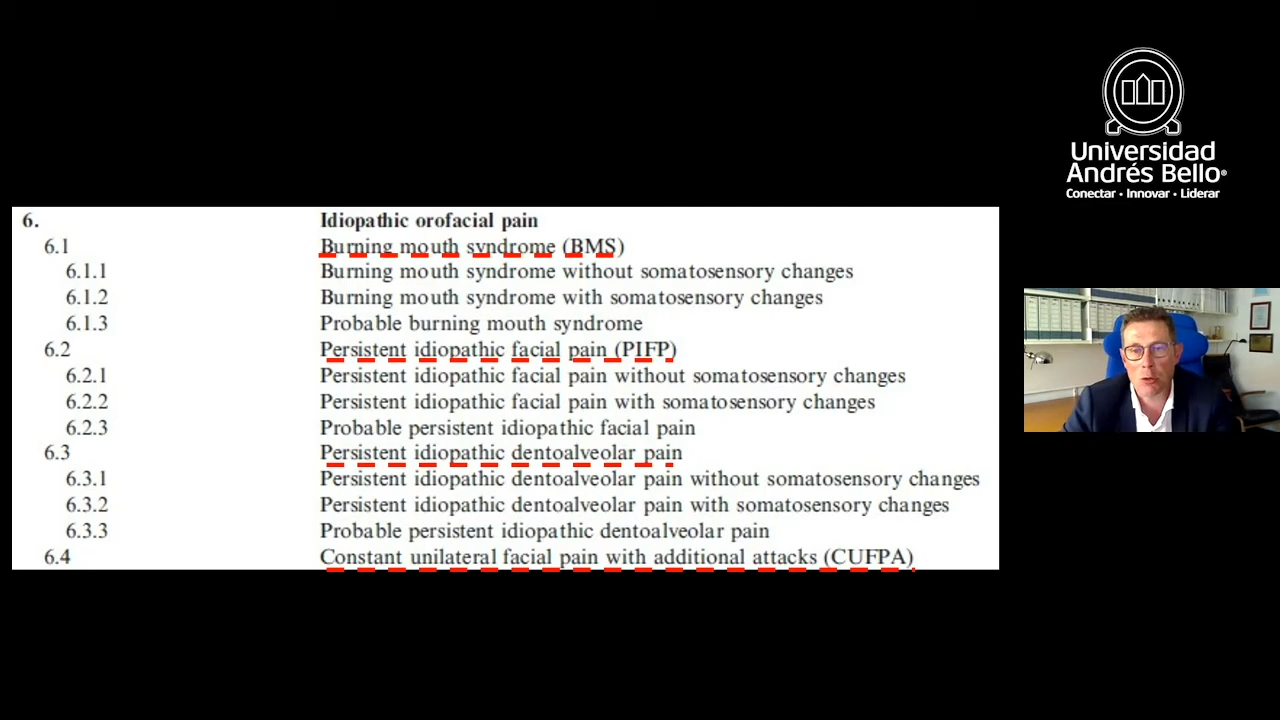 Universidad
Andrés Bello®
Conectar · Innovar · Liderar
6. Idiopathic orofacial pain
6.1 Burning mouth syndrome (BMS)
6.1.1 Burning mouth syndrome without somatosensory changes
6.1.2 Burning mouth syndrome with somatosensory changes
6.1.3 Probable burning mouth syndrome
6.2 Persistent idiopathic facial pain (PIFP)
6.2.1 Persistent idiopathic facial pain without somatosensory changes
6.2.2 Persistent idiopathic facial pain with somatosensory changes
6.2.3 Probable persistent idiopathic facial pain
6.3 Persistent idiopathic dentoalveolar pain
6.3.1 Persistent idiopathic dentoalveolar pain without somatosensory changes
6.3.2 Persistent idiopathic dentoalveolar pain with somatosensory changes
6.3.3 Probable persistent idiopathic dentoalveolar pain
6.4 Constant unilateral facial pain with additional attacks (CUFPA)